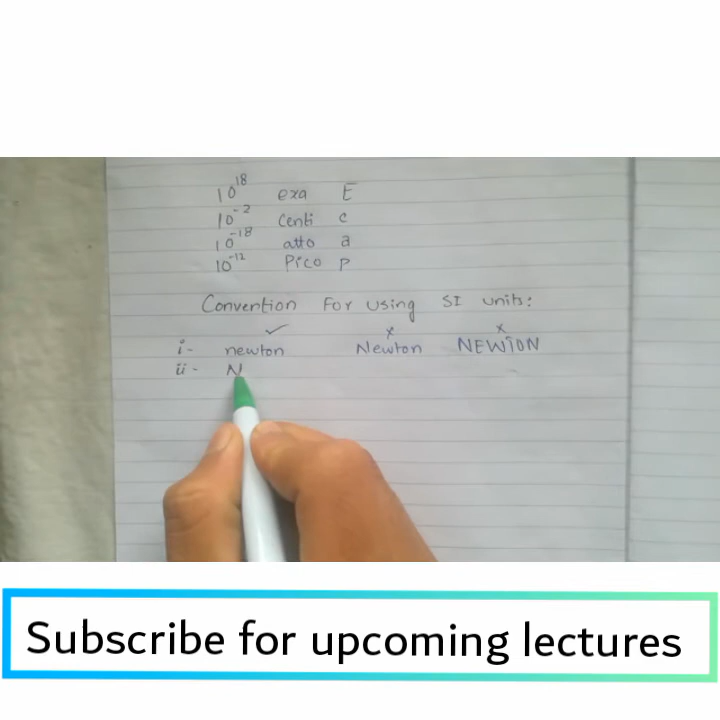 10^18 exa E
10^-2 Centi c
10^-18 atto a
10^-12 Pico p
Convention For using SI units:
✓ x x
i- newton Newton NEWTON
ii- N
Subscribe for upcoming lectures